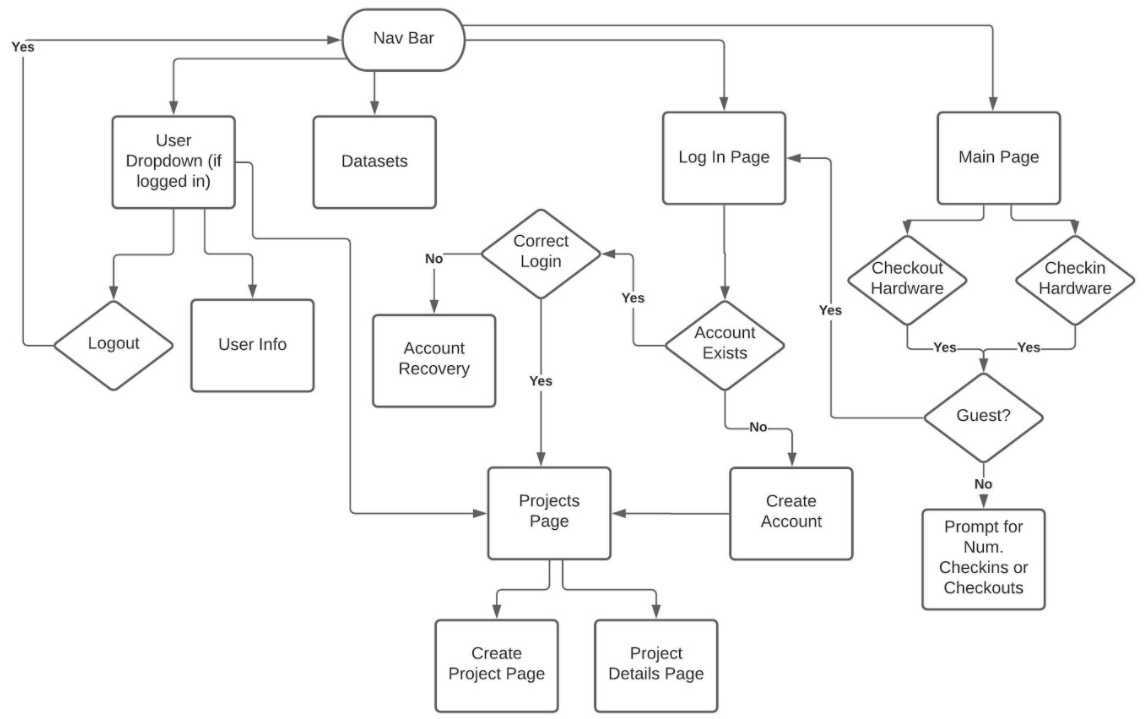 Nav Bar
Yes
User
Dropdown (if
logged in)
Datasets
Log In Page
Main Page
Correct
Login
No
Checkout
Hardware
Checkin
Hardware
Yes
Yes
Logout
User Info
Account
Recovery
Account
Exists
Yes
Yes
Yes
Yes
Guest?
No
No
Projects
Page
Create
Account
Prompt for
Num.
Checkins or
Checkouts
Create
Project Page
Project
Details Page